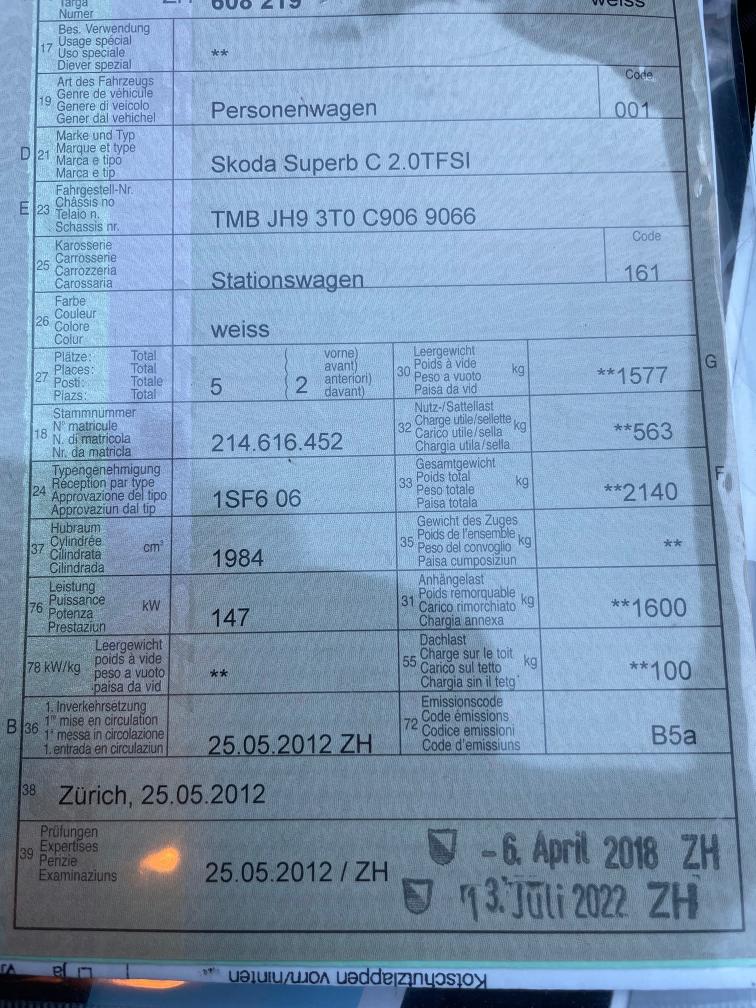 Targa
Numer
608 219
weiss
17
Bes. Verwendung
Usage spécial
Uso speciale
Diever spezial
**
19
Art des Fahrzeugs
Genre de véhicule
Genere di veicolo
Gener dal vehichel
Personenwagen
Code
001
D 21
Marke und Typ
Marque et type
Marca e tipo
Marca e tip
Skoda Superb C 2.0TFSI
E 23
Fahrgestell-Nr.
Châssis no
Telaio n.
Schassis nr.
TMB JH9 3T0 C906 9066
25
Karosserie
Carrosserie
Carrozzeria
Carossaria
Stationswagen
Code
161
26
Farbe
Couleur
Colore
Colur
weiss
27
Plätze: Total
Places: Total
Posti: Totale
Plazs: Total
5
2
vorne)
avant)
anteriori)
davant)
30
Leergewicht
Poids à vide
Peso a vuoto
Paisa da vid
kg
**1577
G
18
Stammnummer
N° matricule
N. di matricola
Nr. da matricla
214.616.452
32
Nutz-/Sattellast
Charge utile/sellette
Carico utile/sella
Chargia utila/sella
kg
**563
24
Typengenehmigung
Réception par type
Approvazione del tipo
Approvaziun dal tip
1SF6 06
33
Gesamtgewicht
Poids total
Peso totale
Paisa totala
kg
**2140
F
37
Hubraum
Cylindrée
Cilindrata
Cilindrada
cm³
1984
35
Gewicht des Zuges
Poids de l'ensemble
Peso del convoglio
Paisa cumposiziun
kg
**
76
Leistung
Puissance
Potenza
Prestaziun
kW
147
31
Anhängelast
Poids remorquable
Carico rimorchiato
Chargia annexa
kg
**1600
78 kW/kg
Leergewicht
poids à vide
peso a vuoto
paisa da vid
**
55
Dachlast
Charge sur le toit
Carico sul tetto
Chargia sin il tetg
kg
**100
B 36
1. Inverkehrsetzung
1re mise en circulation
1a messa in circolazione
1. entrada en circulaziun
25.05.2012 ZH
72
Emissionscode
Code émissions
Codice emissioni
Code d'emissiuns
B5a
38
Zürich, 25.05.2012
39
Prüfungen
Expertises
Perizie
Examinaziuns
25.05.2012 / ZH
- 6. April 2018 ZH
13. Juli 2022 ZH
Kotschutzlappen vorn/hinten
ja